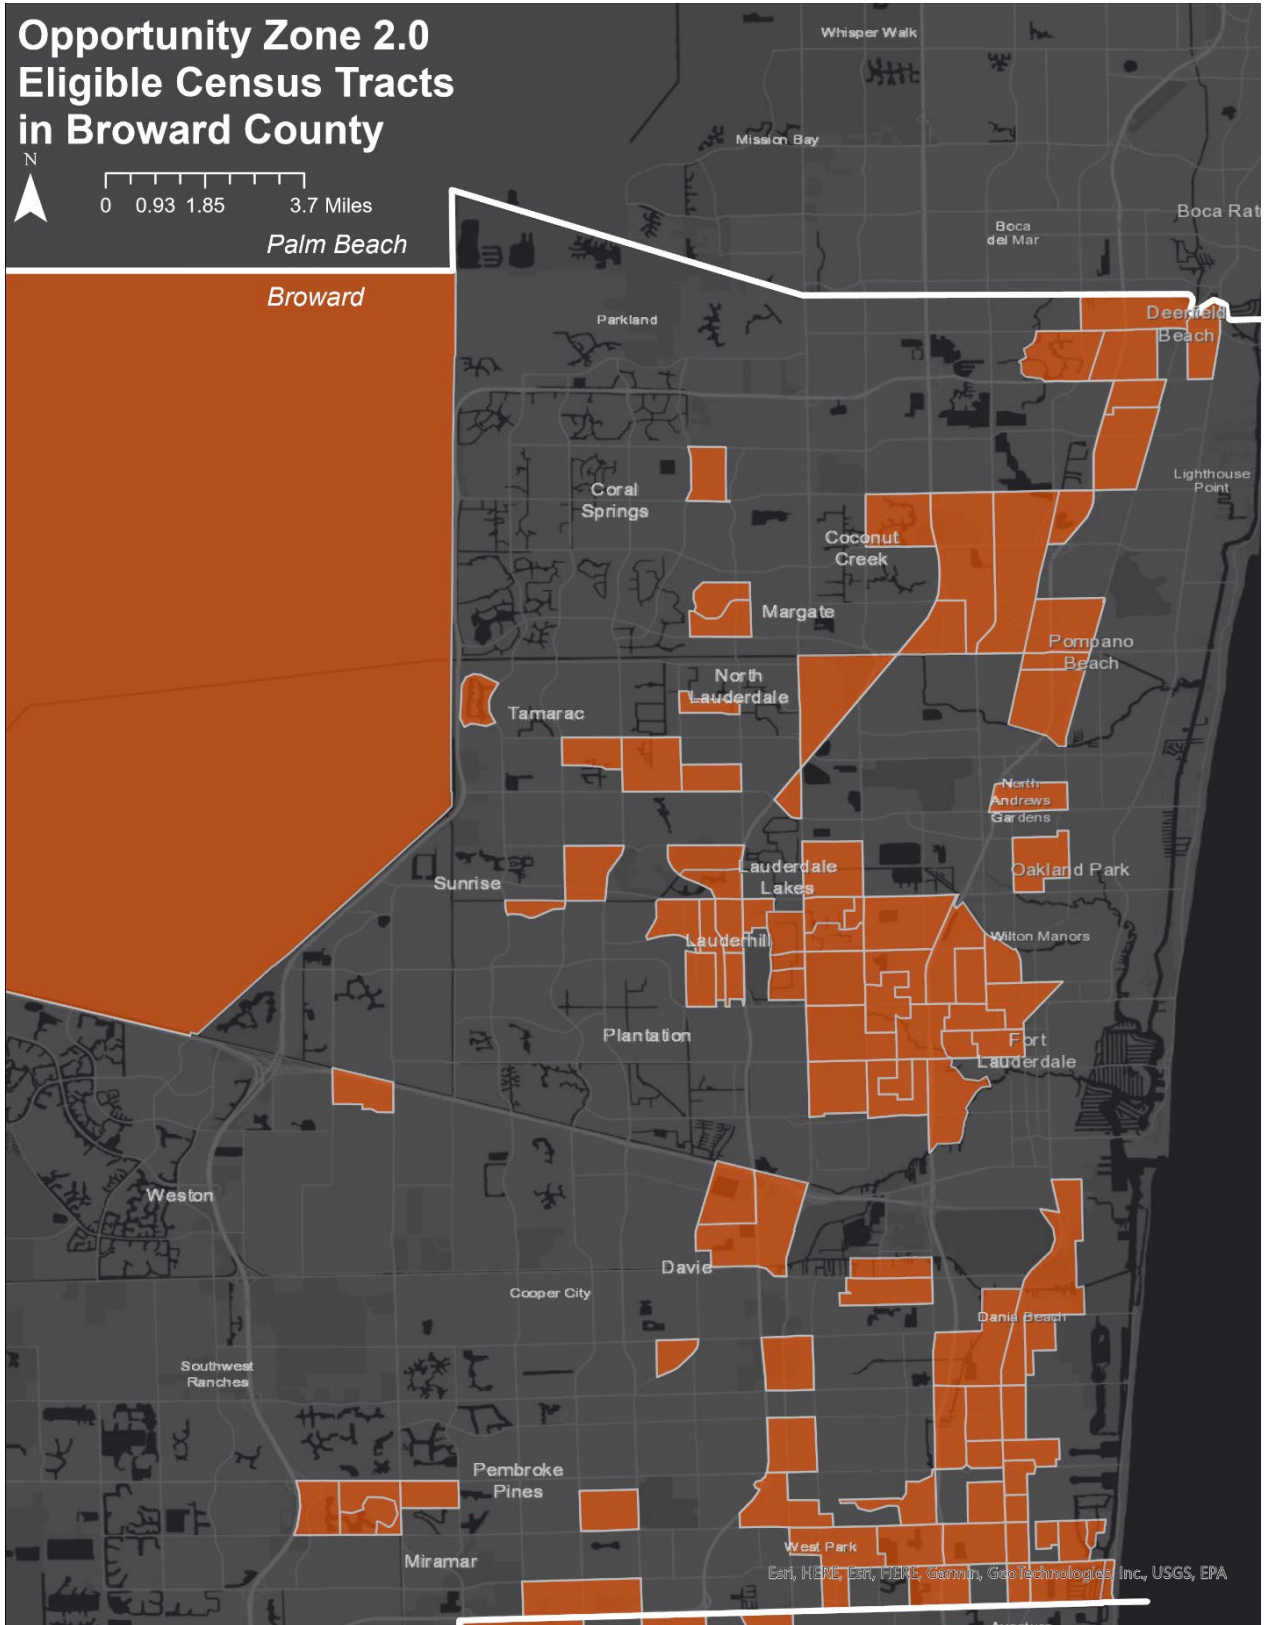 Opportunity Zone 2.0
Eligible Census Tracts
in Broward County
N
0 0.93 1.85 3.7 Miles
Palm Beach
Broward
Whisper Walk
Mission Bay
Boca Rat
Boca
del Mar
Parkland
Deerfield
Beach
Lighthouse
Point
Coral
Springs
Coconut
Creek
Margate
Pompano
Beach
North
Lauderdale
Tamarac
North
Andrews
Gardens
Oakland Park
Lauderdale
Lakes
Sunrise
Wilton Manors
Lauderhill
Plantation
Fort
Lauderdale
Weston
Davie
Cooper City
Dania Beach
Southwest
Ranches
Pembroke
Pines
West Park
Miramar
Esri, HERE, Esri, HERE, Garmin, GeoTechnologies, Inc., USGS, EPA